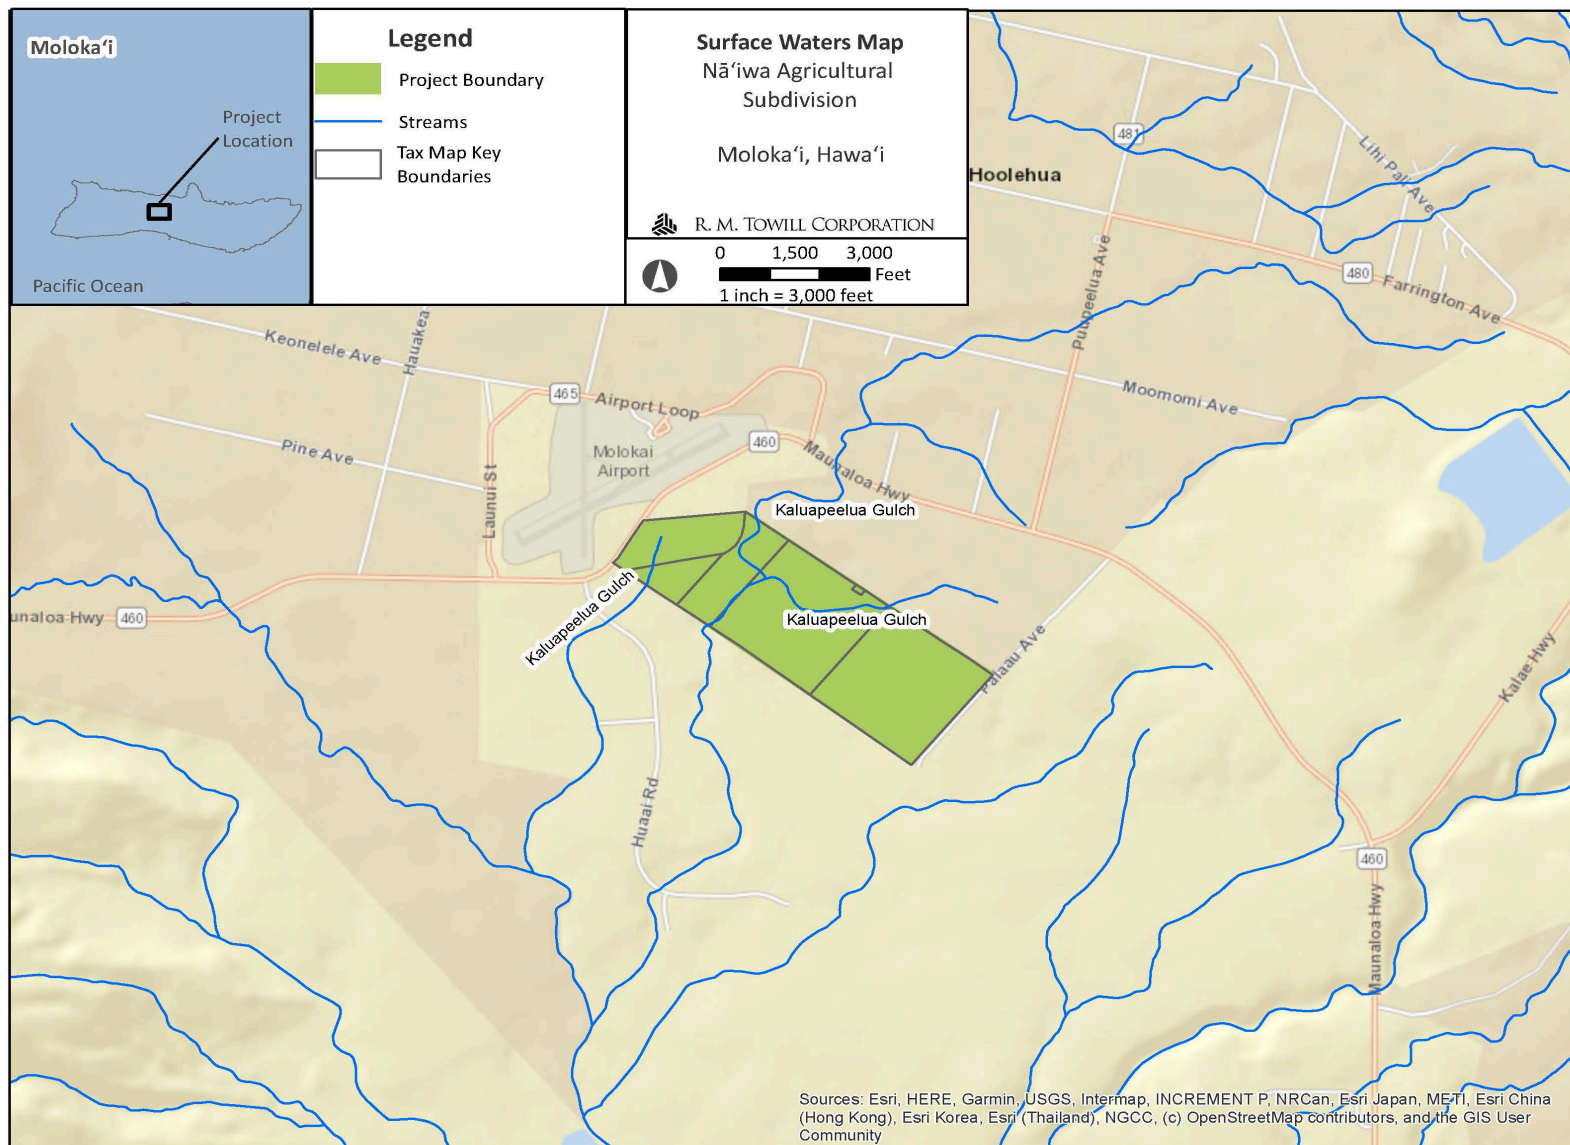 Molokaʻi
Project
Location
Pacific Ocean
Legend
Project Boundary
Streams
Tax Map Key
Boundaries
Surface Waters Map
Nāʻiwa Agricultural
Subdivision
Molokaʻi, Hawaiʻi
R. M. TOWILL CORPORATION
0 1,500 3,000
Feet
1 inch = 3,000 feet
481
Hoolehua
Lihi Pali Ave
480
Farrington Ave
Puupeelua Ave
Keonelele Ave
Hauakea
465
Airport Loop
Moomomi Ave
Pine Ave
Launui St
Molokai
Airport
460
Maunaloa Hwy
Kaluapeelua Gulch
Kaluapeelua Gulch
Kaluapeelua Gulch
unaloa Hwy
460
Palaau Ave
Kalae Hwy
Huaai Rd
460
Maunaloa Hwy
Sources: Esri, HERE, Garmin, USGS, Intermap, INCREMENT P, NRCan, Esri Japan, METI, Esri China
(Hong Kong), Esri Korea, Esri (Thailand), NGCC, (c) OpenStreetMap contributors, and the GIS User
Community